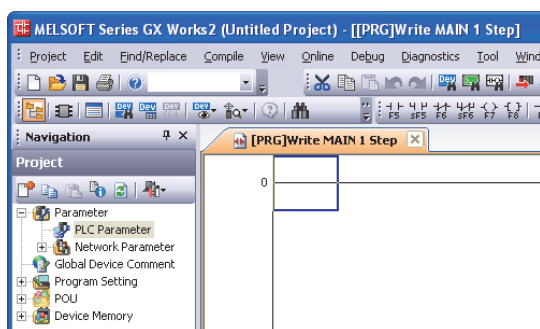 MELSOFT Series GX Works2 (Untitled Project) - [[PRG]Write MAIN 1 Step]
Project Edit Find/Replace Compile View Online Debug Diagnostics Tool Wind
F5 sF5 F6 sF6 F7 F8
Navigation
[PRG]Write MAIN 1 Step
Project
0
Parameter
PLC Parameter
Network Parameter
Global Device Comment
Program Setting
POU
Device Memory